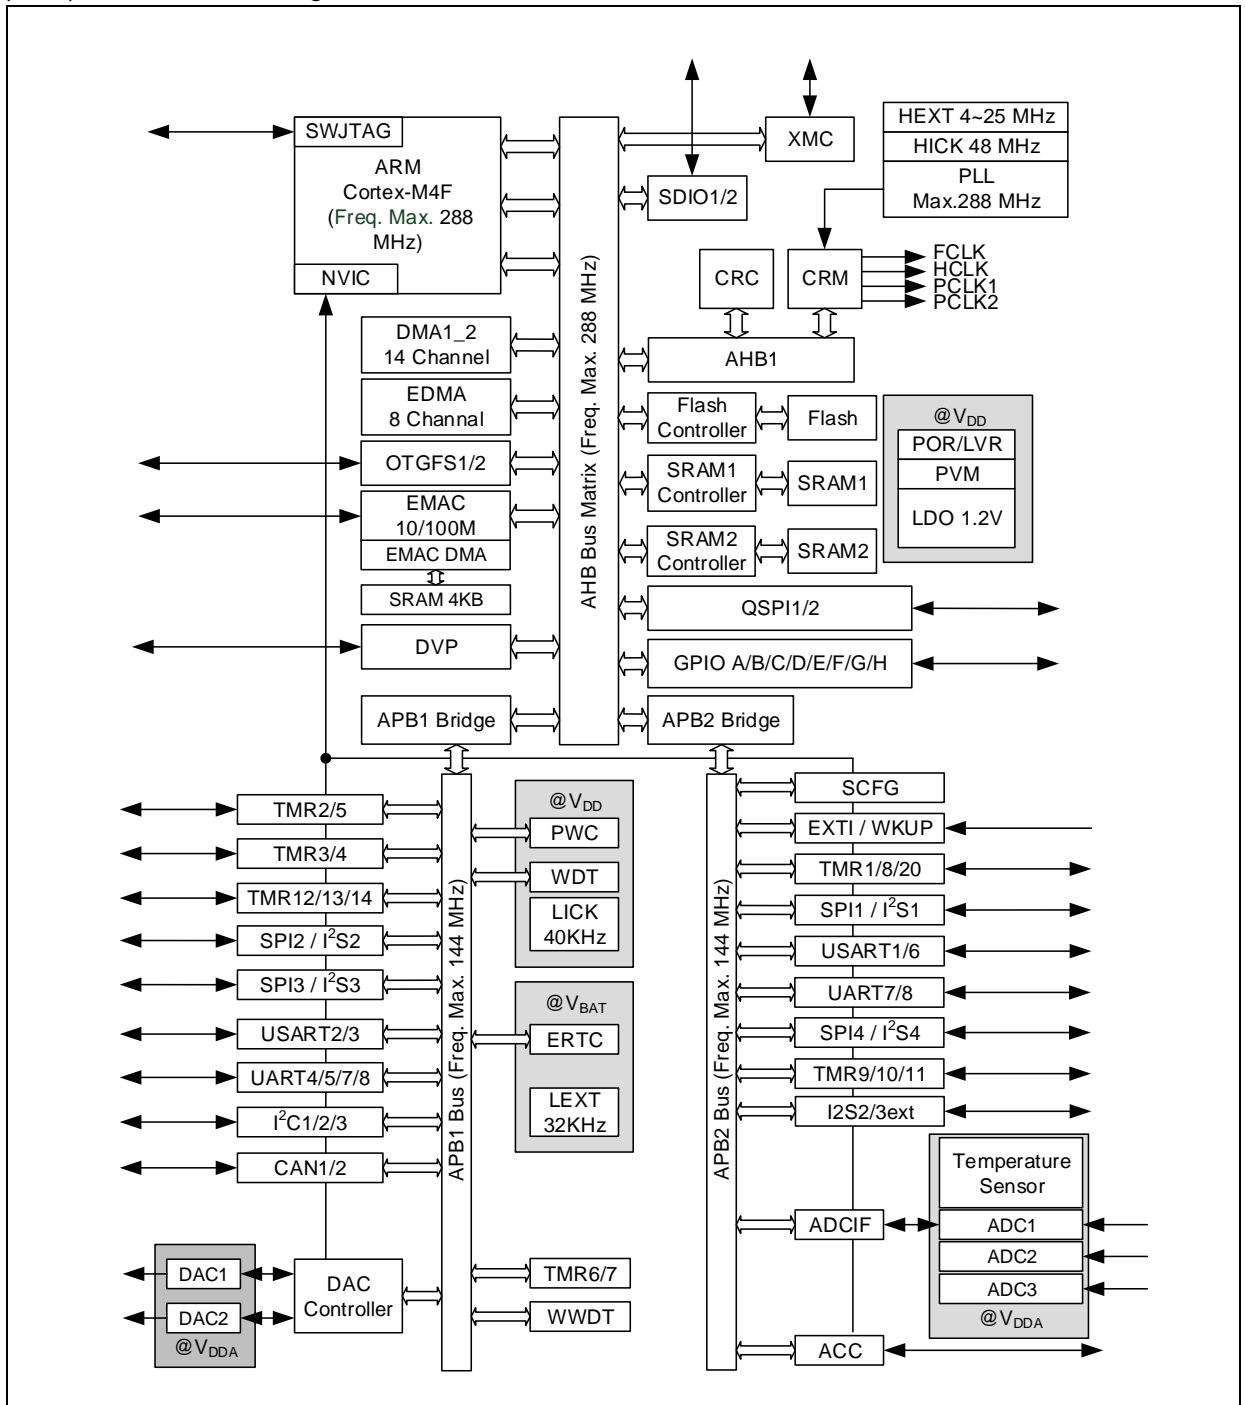 SWJTAG
ARM
Cortex-M4F
(Freq. Max. 288
MHz)
NVIC
DMA1_2
14 Channel
EDMA
8 Channal
OTGFS1/2
EMAC
10/100M
EMAC DMA
SRAM 4KB
DVP
APB1 Bridge
AHB Bus Matrix (Freq. Max. 288 MHz)
XMC
SDIO1/2
HEXT 4~25 MHz
HICK 48 MHz
PLL
Max.288 MHz
CRC
CRM
FCLK
HCLK
PCLK1
PCLK2
AHB1
Flash
Controller
Flash
SRAM1
Controller
SRAM1
SRAM2
Controller
SRAM2
@VDD
POR/LVR
PVM
LDO 1.2V
QSPI1/2
GPIO A/B/C/D/E/F/G/H
APB2 Bridge
TMR2/5
TMR3/4
TMR12/13/14
SPI2 / I2S2
SPI3 / I2S3
USART2/3
UART4/5/7/8
I2C1/2/3
CAN1/2
DAC1
DAC2
@VDDA
DAC
Controller
APB1 Bus (Freq. Max. 144 MHz)
@VDD
PWC
WDT
LICK
40KHz
@VBAT
ERTC
LEXT
32KHz
TMR6/7
WWDT
APB2 Bus (Freq. Max. 144 MHz)
SCFG
EXTI / WKUP
TMR1/8/20
SPI1 / I2S1
USART1/6
UART7/8
SPI4 / I2S4
TMR9/10/11
I2S2/3ext
ADCIF
ACC
Temperature
Sensor
ADC1
ADC2
ADC3
@VDDA